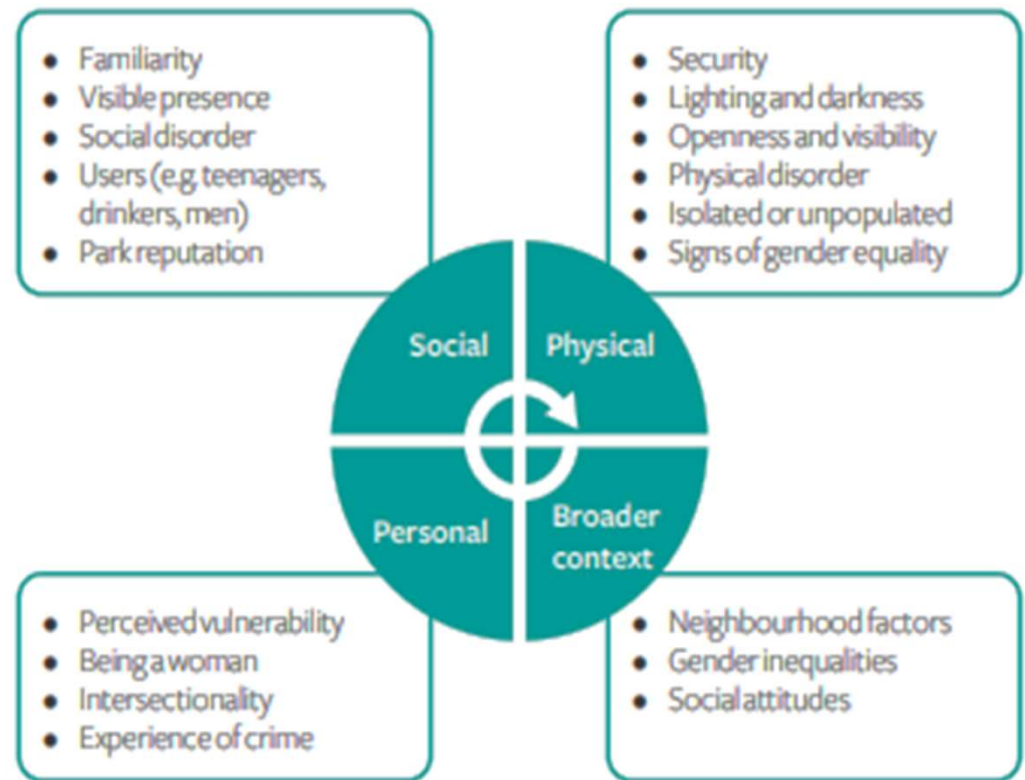 ● Familiarity
● Visible presence
● Social disorder
● Users (e.g. teenagers,
drinkers, men)
● Park reputation
● Security
● Lighting and darkness
● Openness and visibility
● Physical disorder
● Isolated or unpopulated
● Signs of gender equality
Social
Physical
Personal
Broader
context
● Perceived vulnerability
● Being a woman
● Intersectionality
● Experience of crime
● Neighbourhood factors
● Gender inequalities
● Social attitudes